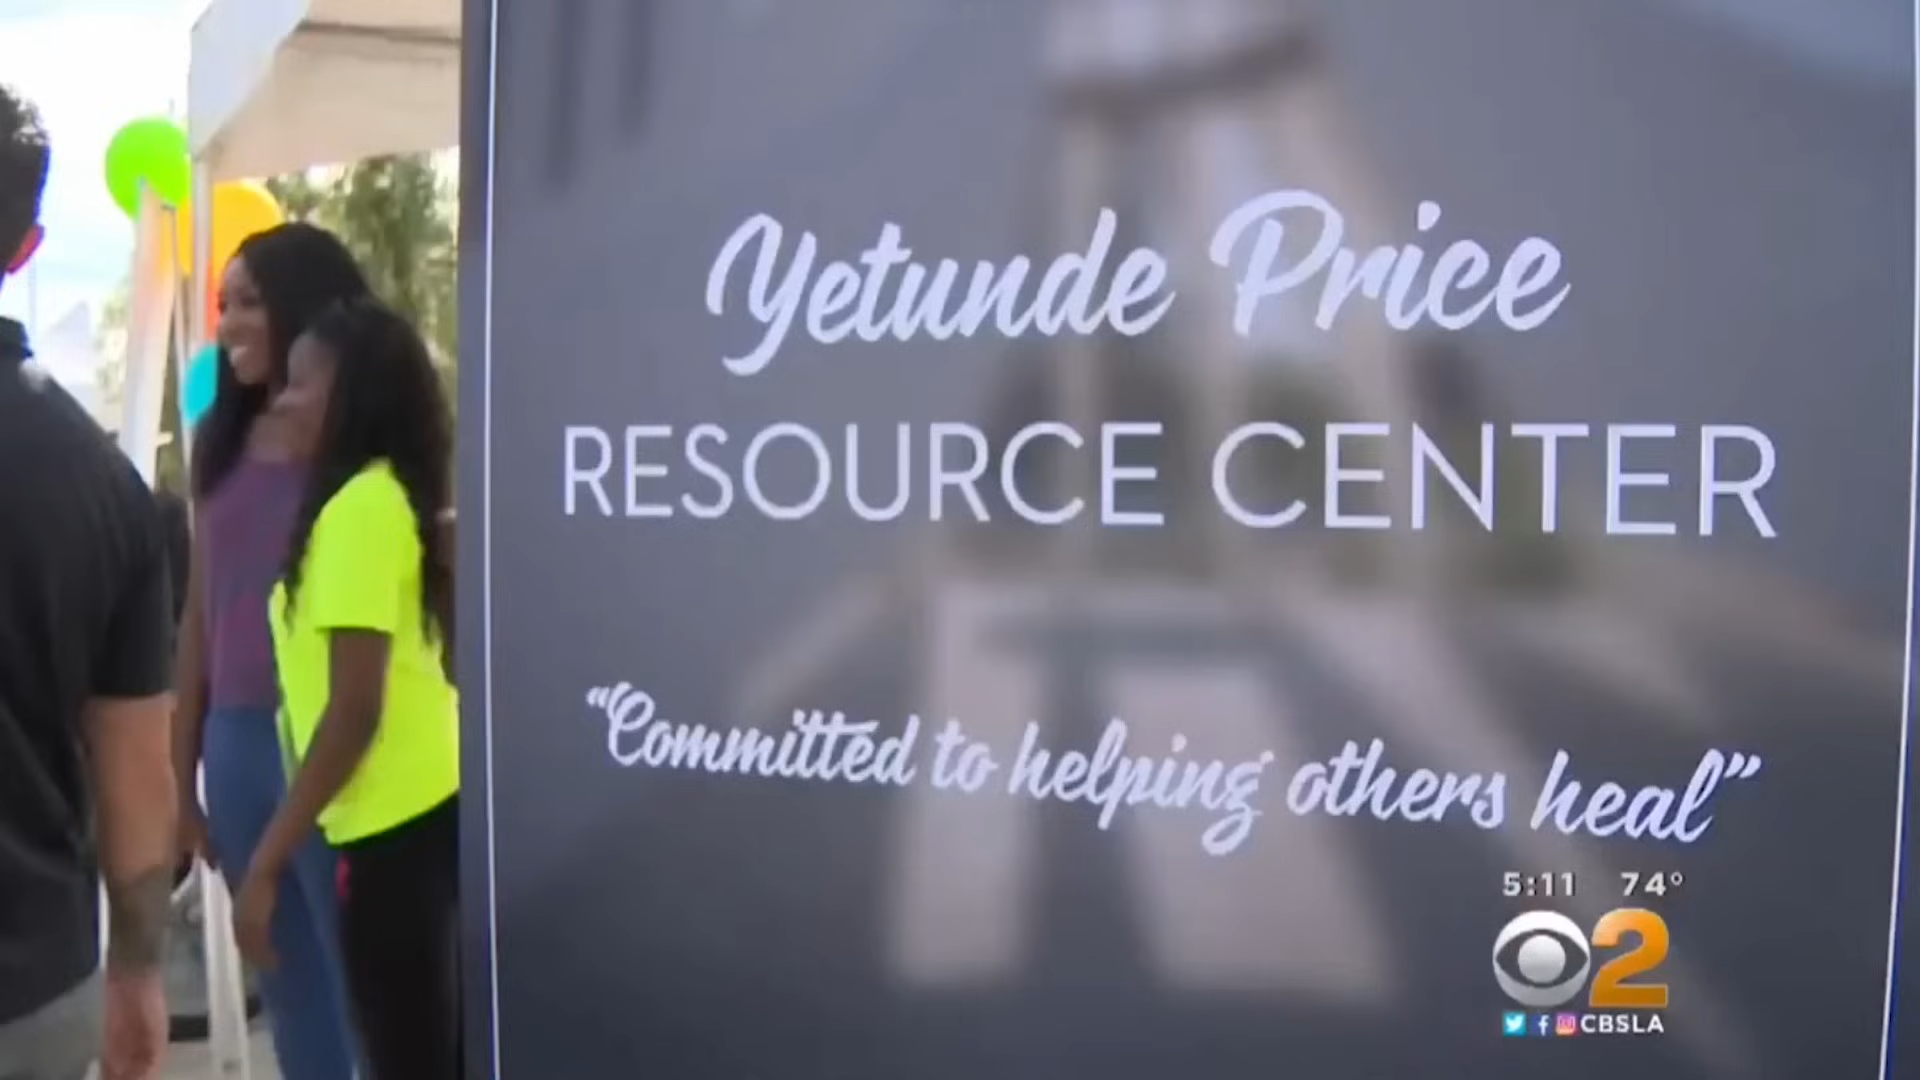 Yetunde Price
RESOURCE CENTER
"Committed to helping others heal"
5:11 74°
2
CBSLA